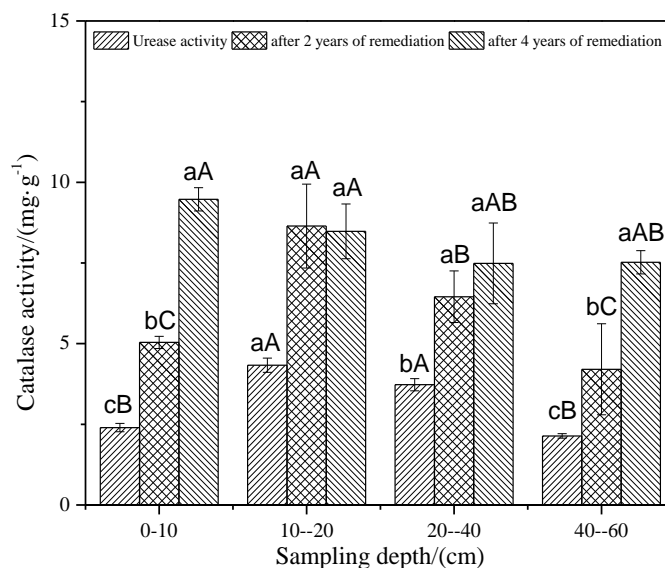 15
Urease activity after 2 years of remediation after 4 years of remediation
aA aA aA
10
aAB aAB
aB
bC bC
5
aA
bA
cB cB
0
0-10 10--20 20--40 40--60
Sampling depth/(cm)
Catalase activity/(mg·g⁻¹)